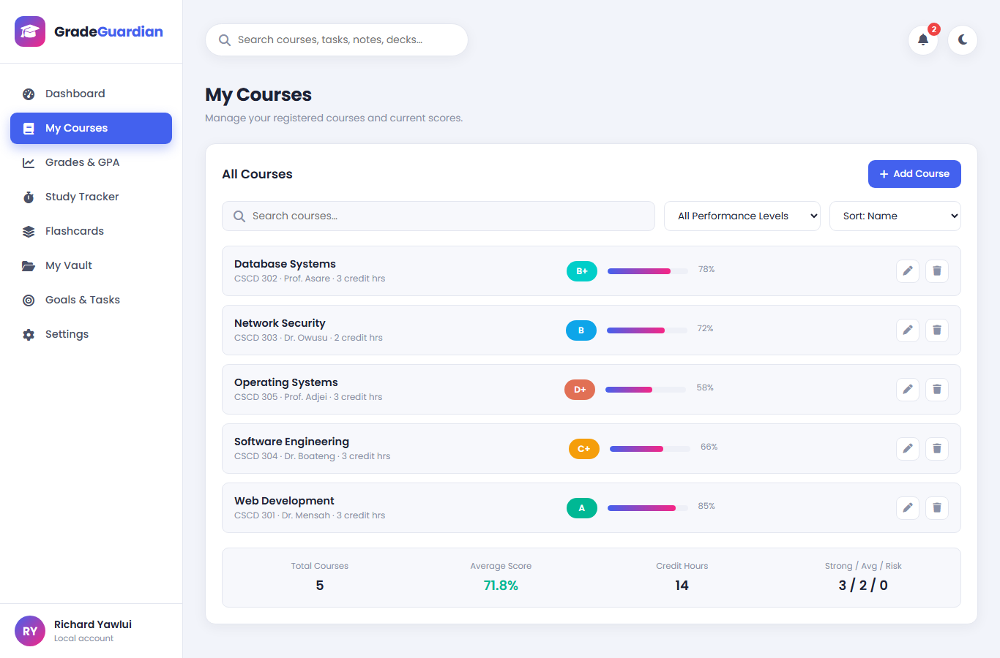 GradeGuardian
Search courses, tasks, notes, decks...
2
Dashboard
My Courses
Grades & GPA
Study Tracker
Flashcards
My Vault
Goals & Tasks
Settings
RY
Richard Yawlui
Local account
My Courses
Manage your registered courses and current scores.
All Courses
+ Add Course
Search courses...
All Performance Levels
Sort: Name
Database Systems
CSCD 302 · Prof. Asare · 3 credit hrs
B+
78%
Network Security
CSCD 303 · Dr. Owusu · 2 credit hrs
B
72%
Operating Systems
CSCD 305 · Prof. Adjei · 3 credit hrs
D+
58%
Software Engineering
CSCD 304 · Dr. Boateng · 3 credit hrs
C+
66%
Web Development
CSCD 301 · Dr. Mensah · 3 credit hrs
A
85%
Total Courses
5
Average Score
71.8%
Credit Hours
14
Strong / Avg / Risk
3 / 2 / 0